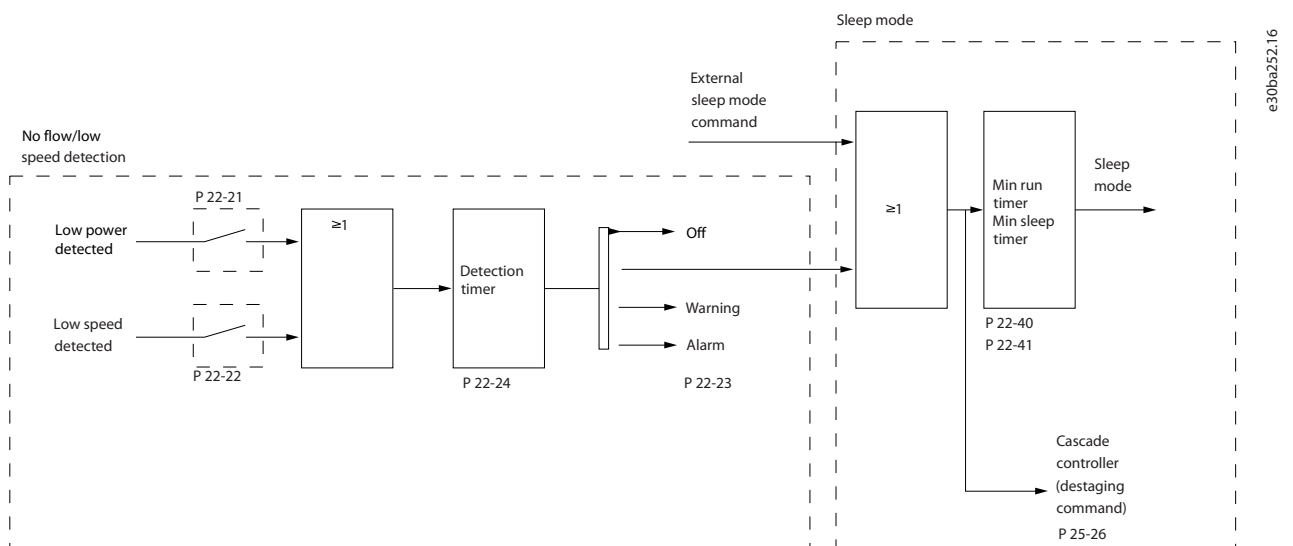 Sleep mode
e30ba252.16
External
sleep mode
command
No flow/low
speed detection
P 22-21
Low power
detected
≥1
Low speed
detected
P 22-22
Detection
timer
P 22-24
Off
Warning
Alarm
P 22-23
≥1
Min run
timer
Min sleep
timer
P 22-40
P 22-41
Sleep
mode
Cascade
controller
(destaging
command)
P 25-26